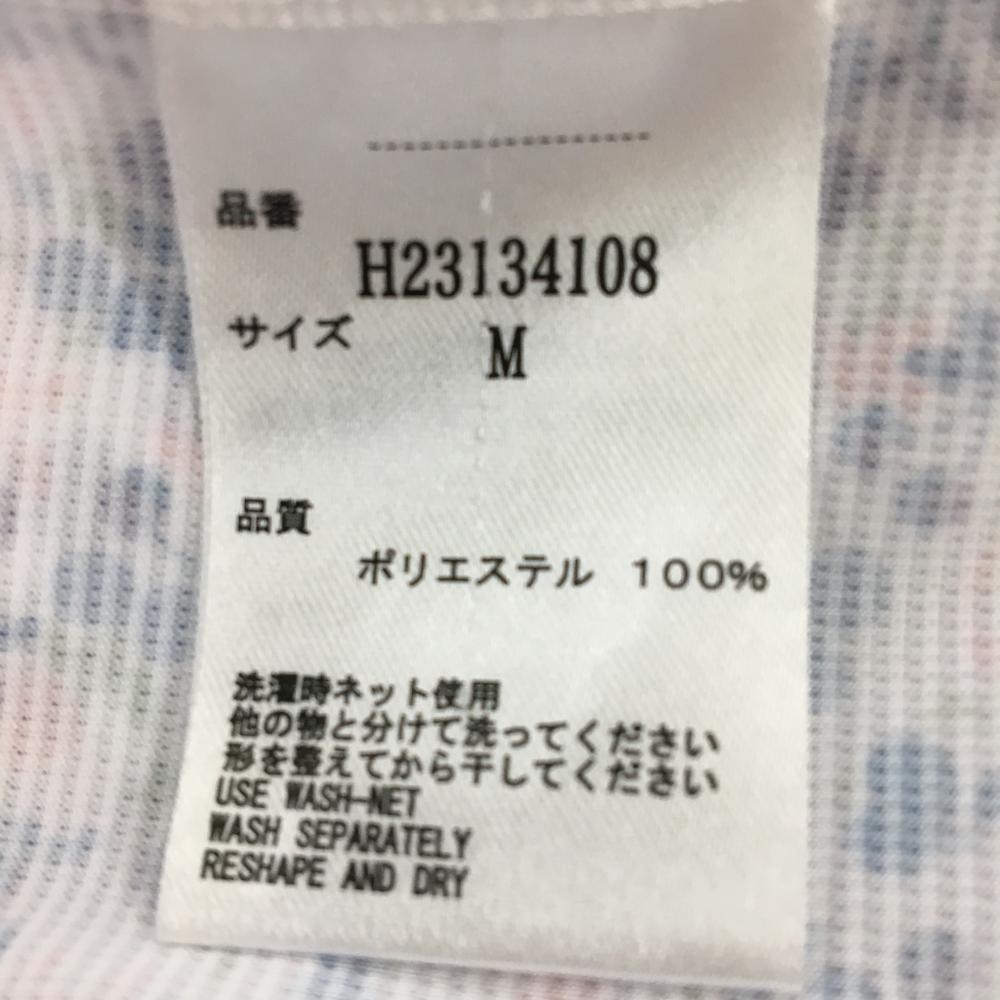 品番
H23134108
サイズ M
品質
ポリエステル 100%
洗濯時ネット使用
他の物と分けて洗ってください
形を整えてから干してください
USE WASH-NET
WASH SEPARATELY
RESHAPE AND DRY